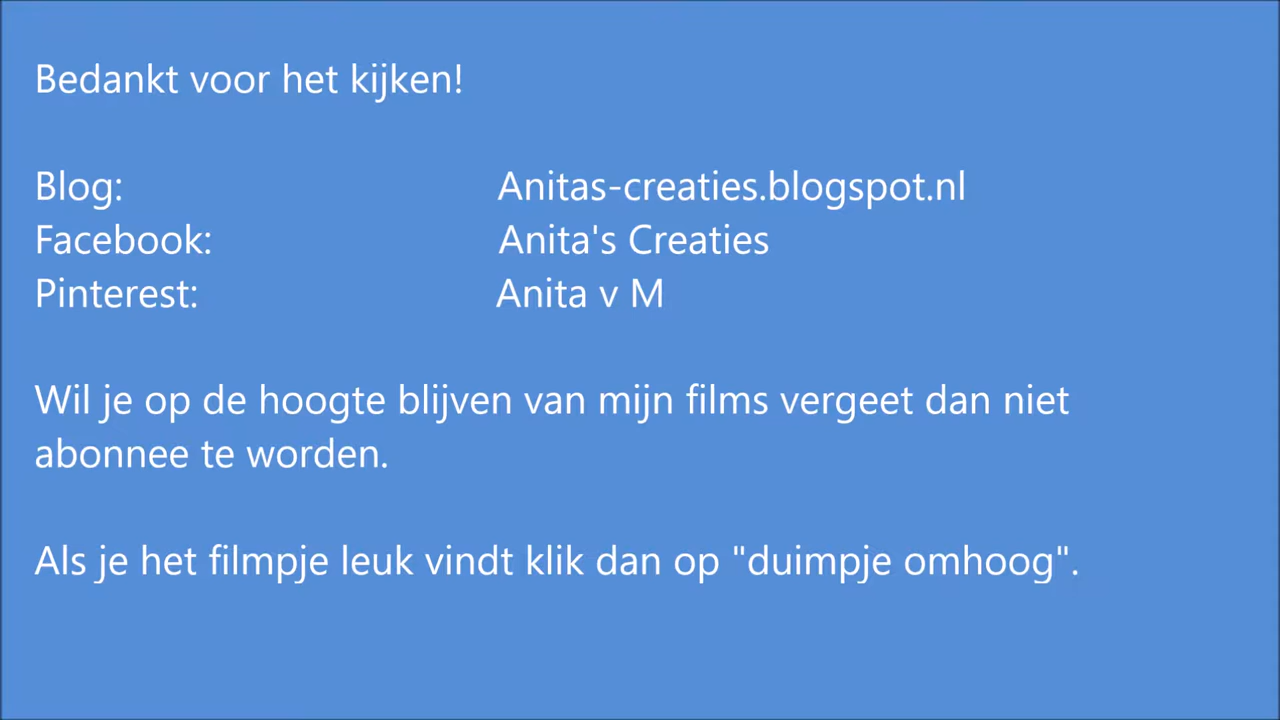 Bedankt voor het kijken!
Blog: Anitas-creaties.blogspot.nl
Facebook: Anita's Creaties
Pinterest: Anita v M
Wil je op de hoogte blijven van mijn films vergeet dan niet
abonnee te worden.
Als je het filmpje leuk vindt klik dan op "duimpje omhoog".